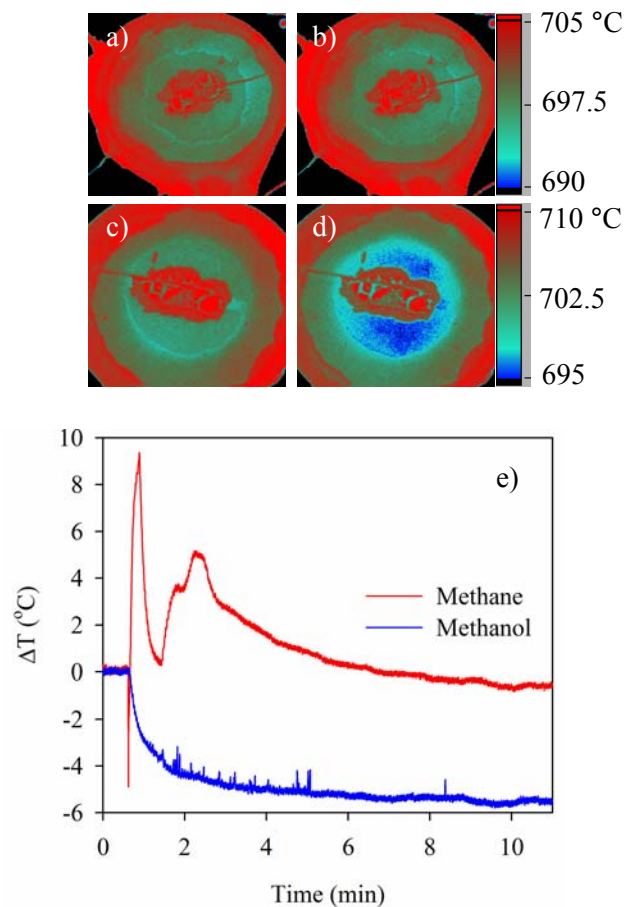 a)
b)
705 °C
697.5
690
c)
d)
710 °C
702.5
695
10
8
6
4
2
0
-2
-4
-6
ΔT (°C)
e)
Methane
Methanol
0 2 4 6 8 10
Time (min)